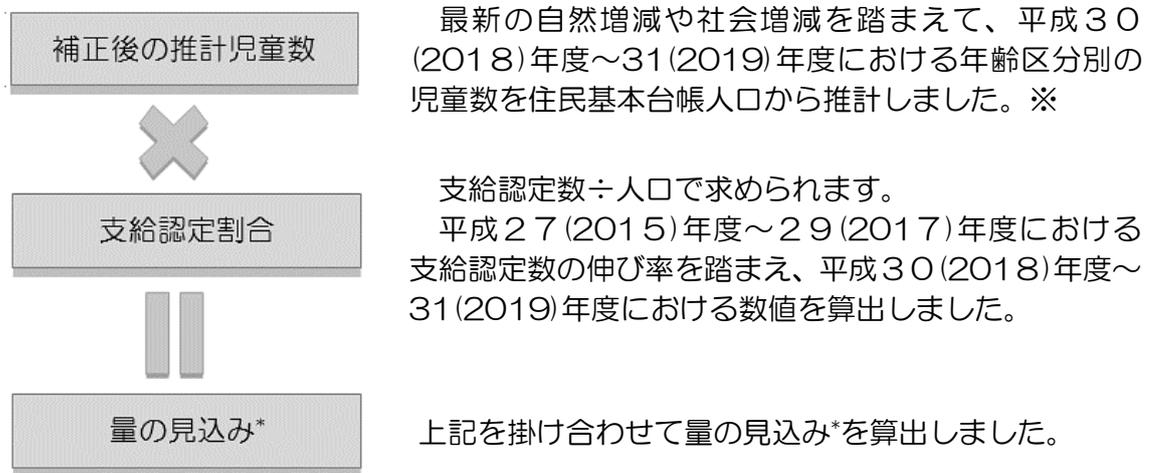 補正後の推計児童数
最新の自然増減や社会増減を踏まえて、平成３０
(2018)年度～31(2019)年度における年齢区分別の
児童数を住民基本台帳人口から推計しました。※
支給認定割合
支給認定数÷人口で求められます。
平成２７(2015)年度～２９(2017)年度における
支給認定数の伸び率を踏まえ、平成３０(2018)年度～
31(2019)年度における数値を算出しました。
量の見込み*
上記を掛け合わせて量の見込み*を算出しました。